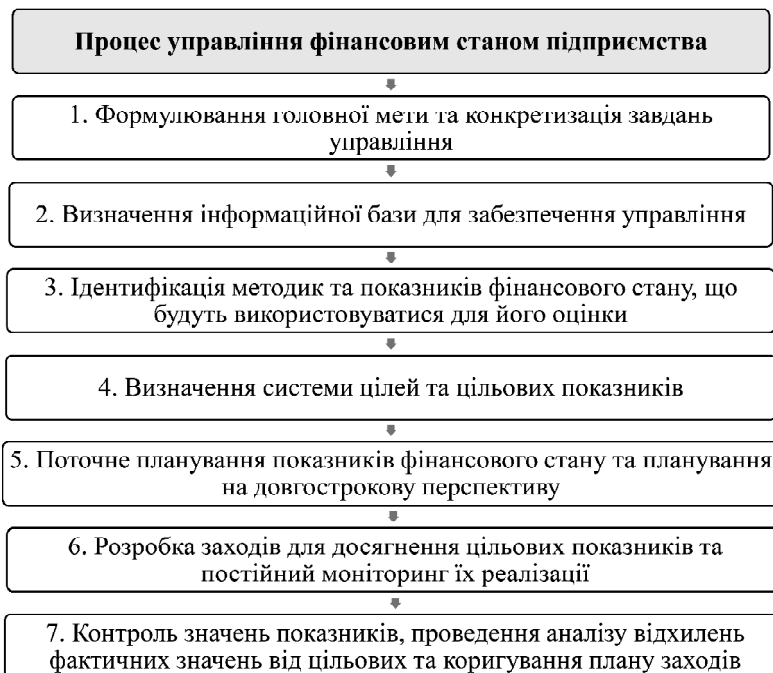 Процес управління фінансовим станом підприємства
1. Формулювання головної мети та конкретизація завдань
управління
2. Визначення інформаційної бази для забезпечення управління
3. Ідентифікація методик та показників фінансового стану, що
будуть використовуватися для його оцінки
4. Визначення системи цілей та цільових показників
5. Поточне планування показників фінансового стану та планування
на довгострокову перспективу
6. Розробка заходів для досягнення цільових показників та
постійний моніторинг їх реалізації
7. Контроль значень показників, проведення аналізу відхилень
фактичних значень від цільових та коригування плану заходів